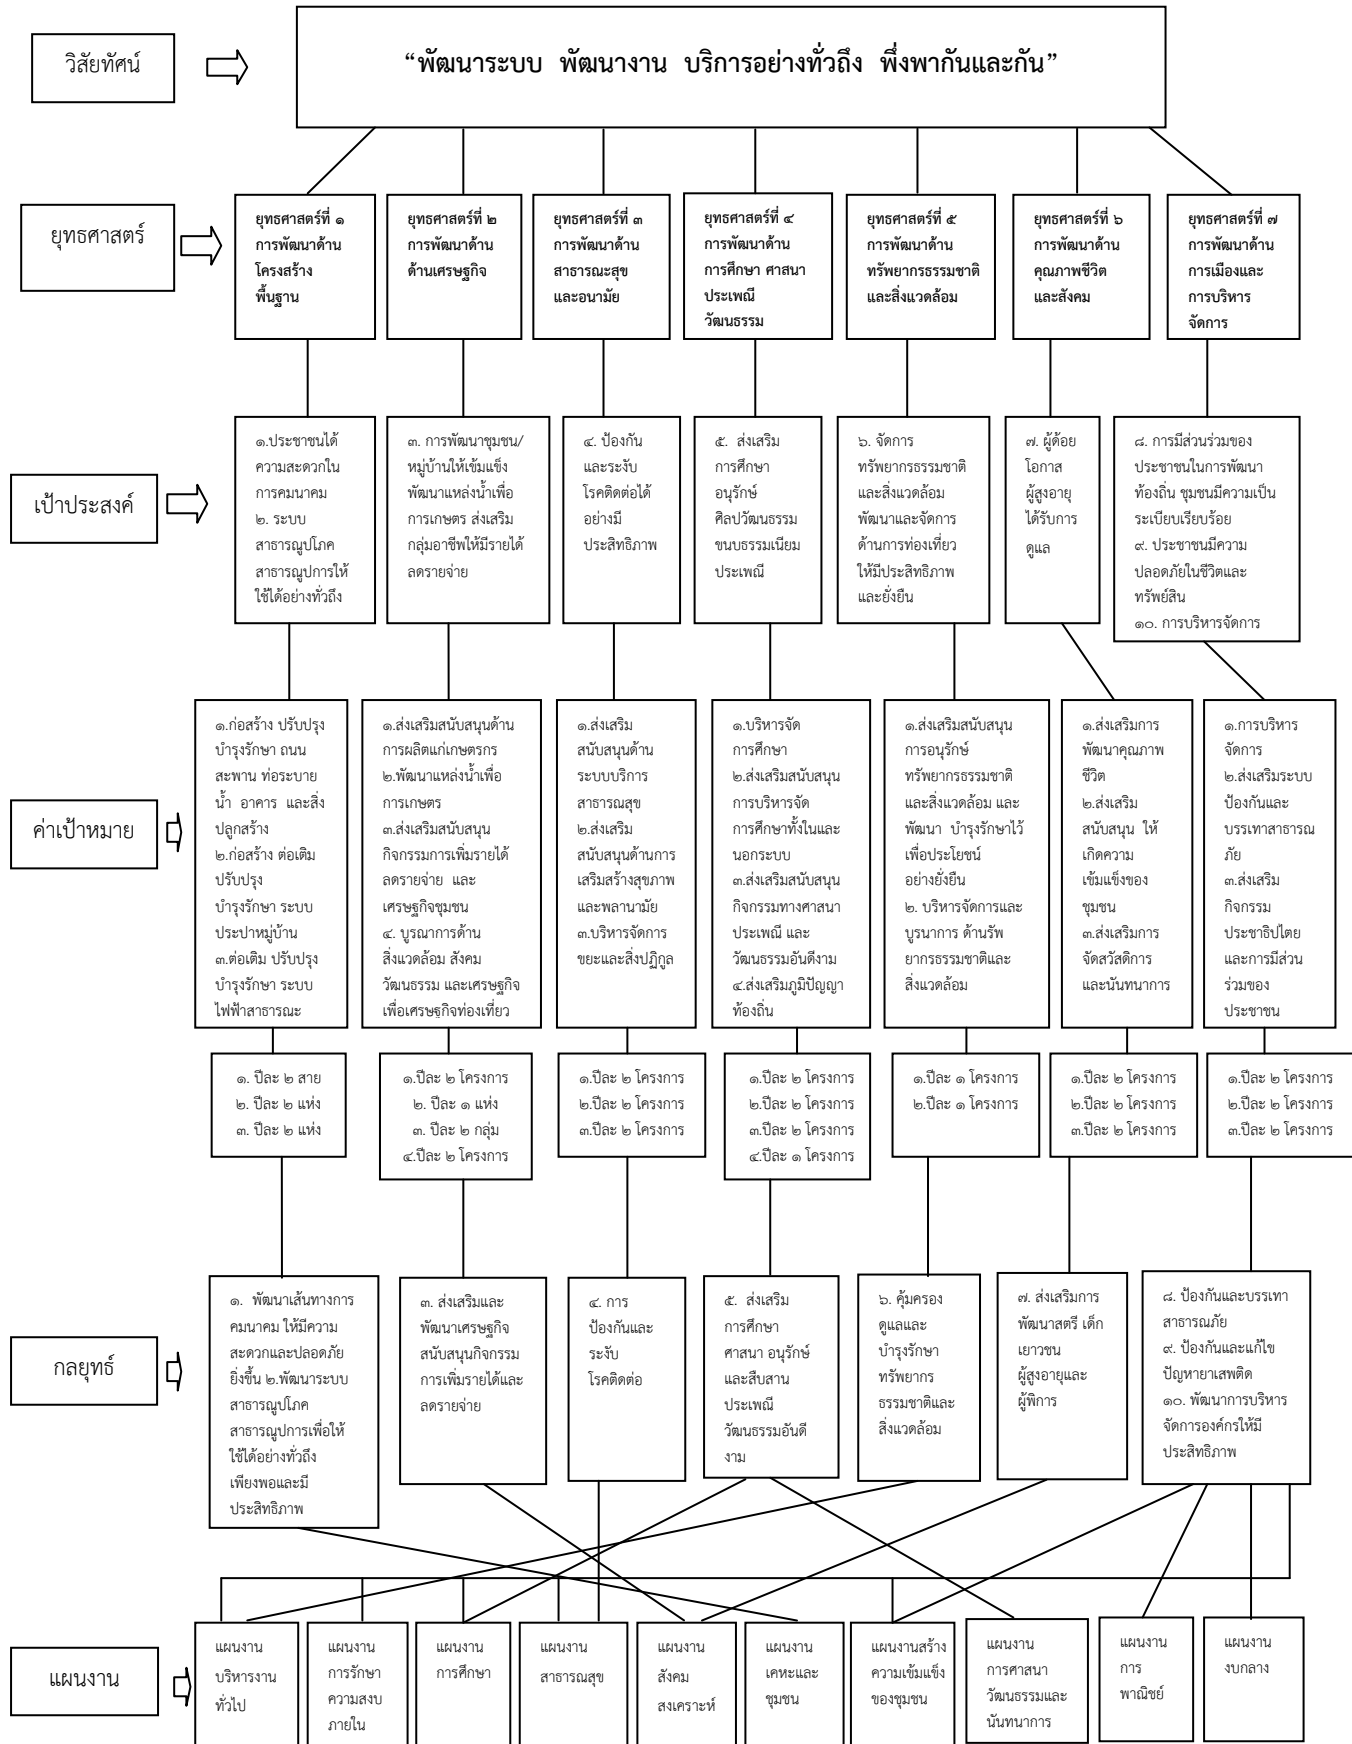 วิสัยทัศน์
“พัฒนาระบบ พัฒนางาน บริการอย่างทั่วถึง พึ่งพากันและกัน”
ยุทธศาสตร์
ยุทธศาสตร์ที่ ๑
การพัฒนาด้าน
โครงสร้าง
พื้นฐาน
ยุทธศาสตร์ที่ ๒
การพัฒนาด้าน
ด้านเศรษฐกิจ
ยุทธศาสตร์ที่ ๓
การพัฒนาด้าน
สาธารณะสุข
และอนามัย
ยุทธศาสตร์ที่ ๔
การพัฒนาด้าน
การศึกษา ศาสนา
ประเพณี
วัฒนธรรม
ยุทธศาสตร์ที่ ๕
การพัฒนาด้าน
ทรัพยากรธรรมชาติ
และสิ่งแวดล้อม
ยุทธศาสตร์ที่ ๖
การพัฒนาด้าน
คุณภาพชีวิต
และสังคม
ยุทธศาสตร์ที่ ๗
การพัฒนาด้าน
การเมืองและ
การบริหาร
จัดการ
เป้าประสงค์
๑.ประชาชนได้
ความสะดวกใน
การคมนาคม
๒. ระบบ
สาธารณูปโภค
สาธารณูปการให้
ใช้ได้อย่างทั่วถึง
๓. การพัฒนาชุมชน/
หมู่บ้านให้เข้มแข็ง
พัฒนาแหล่งน้ำเพื่อ
การเกษตร ส่งเสริม
กลุ่มอาชีพให้มีรายได้
ลดรายจ่าย
๔. ป้องกัน
และระงับ
โรคติดต่อได้
อย่างมี
ประสิทธิภาพ
๕. ส่งเสริม
การศึกษา
อนุรักษ์
ศิลปวัฒนธรรม
ขนบธรรมเนียม
ประเพณี
๖. จัดการ
ทรัพยากรธรรมชาติ
และสิ่งแวดล้อม
พัฒนาและจัดการ
ด้านการท่องเที่ยว
ให้มีประสิทธิภาพ
และยั่งยืน
๗. ผู้ด้อย
โอกาส
ผู้สูงอายุ
ได้รับการ
ดูแล
๘. การมีส่วนร่วมของ
ประชาชนในการพัฒนา
ท้องถิ่น ชุมชนมีความเป็น
ระเบียบเรียบร้อย
๙. ประชาชนมีความ
ปลอดภัยในชีวิตและ
ทรัพย์สิน
๑๐. การบริหารจัดการ
ค่าเป้าหมาย
๑.ก่อสร้าง ปรับปรุง
บำรุงรักษา ถนน
สะพาน ท่อระบาย
น้ำ อาคาร และสิ่ง
ปลูกสร้าง
๒.ก่อสร้าง ต่อเติม
ปรับปรุง
บำรุงรักษา ระบบ
ประปาหมู่บ้าน
๓.ต่อเติม ปรับปรุง
บำรุงรักษา ระบบ
ไฟฟ้าสาธารณะ
๑.ส่งเสริมสนับสนุนด้าน
การผลิตแก่เกษตรกร
๒.พัฒนาแหล่งน้ำเพื่อ
การเกษตร
๓.ส่งเสริมสนับสนุน
กิจกรรมการเพิ่มรายได้
ลดรายจ่าย และ
เศรษฐกิจชุมชน
๔. บูรณาการด้าน
สิ่งแวดล้อม สังคม
วัฒนธรรม และเศรษฐกิจ
เพื่อเศรษฐกิจท่องเที่ยว
๑.ส่งเสริม
สนับสนุนด้าน
ระบบบริการ
สาธารณสุข
๒.ส่งเสริม
สนับสนุนด้านการ
เสริมสร้างสุขภาพ
และพลานามัย
๓.บริหารจัดการ
ขยะและสิ่งปฏิกูล
๑.บริหารจัด
การศึกษา
๒.ส่งเสริมสนับสนุน
การบริหารจัด
การศึกษาทั้งในและ
นอกระบบ
๓.ส่งเสริมสนับสนุน
กิจกรรมทางศาสนา
ประเพณี และ
วัฒนธรรมอันดีงาม
๔.ส่งเสริมภูมิปัญญา
ท้องถิ่น
๑.ส่งเสริมสนับสนุน
การอนุรักษ์
ทรัพยากรธรรมชาติ
และสิ่งแวดล้อม และ
พัฒนา บำรุงรักษาไว้
เพื่อประโยชน์
อย่างยั่งยืน
๒. บริหารจัดการและ
บูรนาการ ด้านรัพ
ยากรธรรมชาติและ
สิ่งแวดล้อม
๑.ส่งเสริมการ
พัฒนาคุณภาพ
ชีวิต
๒.ส่งเสริม
สนับสนุน ให้
เกิดความ
เข้มแข็งของ
ชุมชน
๓.ส่งเสริมการ
จัดสวัสดิการ
และนันทนาการ
๑.การบริหาร
จัดการ
๒.ส่งเสริมระบบ
ป้องกันและ
บรรเทาสาธารณ
ภัย
๓.ส่งเสริม
กิจกรรม
ประชาธิปไตย
และการมีส่วน
ร่วมของ
ประชาชน
๑. ปีละ ๒ สาย
๒. ปีละ ๒ แห่ง
๓. ปีละ ๒ แห่ง
๑.ปีละ ๒ โครงการ
๒. ปีละ ๑ แห่ง
๓. ปีละ ๒ กลุ่ม
๔.ปีละ ๒ โครงการ
๑.ปีละ ๒ โครงการ
๒.ปีละ ๒ โครงการ
๓.ปีละ ๒ โครงการ
๑.ปีละ ๒ โครงการ
๒.ปีละ ๒ โครงการ
๓.ปีละ ๒ โครงการ
๔.ปีละ ๑ โครงการ
๑.ปีละ ๑ โครงการ
๒.ปีละ ๑ โครงการ
๑.ปีละ ๒ โครงการ
๒.ปีละ ๒ โครงการ
๓.ปีละ ๒ โครงการ
๑.ปีละ ๒ โครงการ
๒.ปีละ ๒ โครงการ
๓.ปีละ ๒ โครงการ
กลยุทธ์
๑. พัฒนาเส้นทางการ
คมนาคม ให้มีความ
สะดวกและปลอดภัย
ยิ่งขึ้น ๒.พัฒนาระบบ
สาธารณูปโภค
สาธารณูปการเพื่อให้
ใช้ได้อย่างทั่วถึง
เพียงพอและมี
ประสิทธิภาพ
๓. ส่งเสริมและ
พัฒนาเศรษฐกิจ
สนับสนุนกิจกรรม
การเพิ่มรายได้และ
ลดรายจ่าย
๔. การ
ป้องกันและ
ระงับ
โรคติดต่อ
๕. ส่งเสริม
การศึกษา
ศาสนา อนุรักษ์
และสืบสาน
ประเพณี
วัฒนธรรมอันดี
งาม
๖. คุ้มครอง
ดูแลและ
บำรุงรักษา
ทรัพยากร
ธรรมชาติและ
สิ่งแวดล้อม
๗. ส่งเสริมการ
พัฒนาสตรี เด็ก
เยาวชน
ผู้สูงอายุและ
ผู้พิการ
๘. ป้องกันและบรรเทา
สาธารณภัย
๙. ป้องกันและแก้ไข
ปัญหายาเสพติด
๑๐. พัฒนาการบริหาร
จัดการองค์กรให้มี
ประสิทธิภาพ
แผนงาน
แผนงาน
บริหารงาน
ทั่วไป
แผนงาน
การรักษา
ความสงบ
ภายใน
แผนงาน
การศึกษา
แผนงาน
สาธารณสุข
แผนงาน
สังคม
สงเคราะห์
แผนงาน
เคหะและ
ชุมชน
แผนงานสร้าง
ความเข้มแข็ง
ของชุมชน
แผนงาน
การศาสนา
วัฒนธรรมและ
นันทนาการ
แผนงาน
การ
พาณิชย์
แผนงาน
งบกลาง